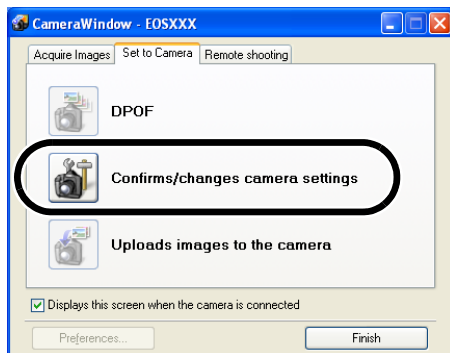 CameraWindow - EOSXXX
Acquire Images Set to Camera Remote shooting
DPOF
Confirms/changes camera settings
Uploads images to the camera
Displays this screen when the camera is connected
Preferences... Finish